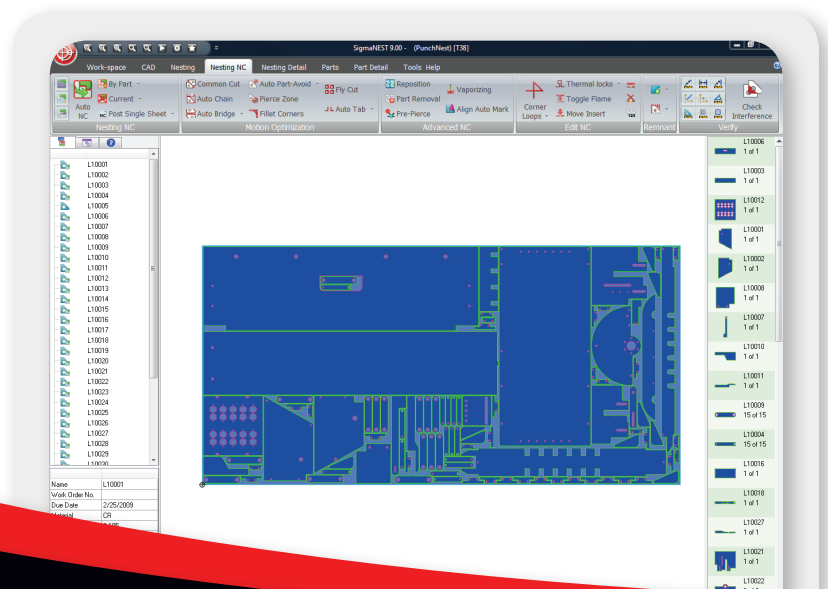 SigmaNEST 9.00 - (PunchNest) [T38]
Work-space CAD Nesting Nesting NC Nesting Detail Parts Part Detail Tools Help
Auto NC
By Part
Current
Post Single Sheet
Nesting NC
Common Cut
Auto Chain
Auto Bridge
Auto Part-Avoid
Pierce Zone
Fillet Corners
Fly Cut
Auto Tab
Motion Optimization
Reposition
Part Removal
Pre-Pierce
Vaporizing
Align Auto Mark
Advanced NC
Corner Loops
Thermal locks
Toggle Flame
Move Insert
Edit NC
Remnant
Check Interference
Verify
L10001
L10002
L10003
L10004
L10005
L10006
L10007
L10008
L10009
L10010
L10011
L10012
L10013
L10014
L10015
L10016
L10017
L10018
L10019
L10020
L10021
L10022
L10023
L10024
L10025
L10026
L10027
L10028
L10029
L10030
Name L10001
Work Order No.
Due Date 2/25/2009
Material CR
L10006
1 of 1
L10003
1 of 1
L10012
1 of 1
L10001
1 of 1
L10002
1 of 1
L10008
1 of 1
L10007
1 of 1
L10010
1 of 1
L10011
1 of 1
L10009
15 of 15
L10004
15 of 15
L10016
1 of 1
L10018
1 of 1
L10027
1 of 1
L10021
1 of 1
L10022